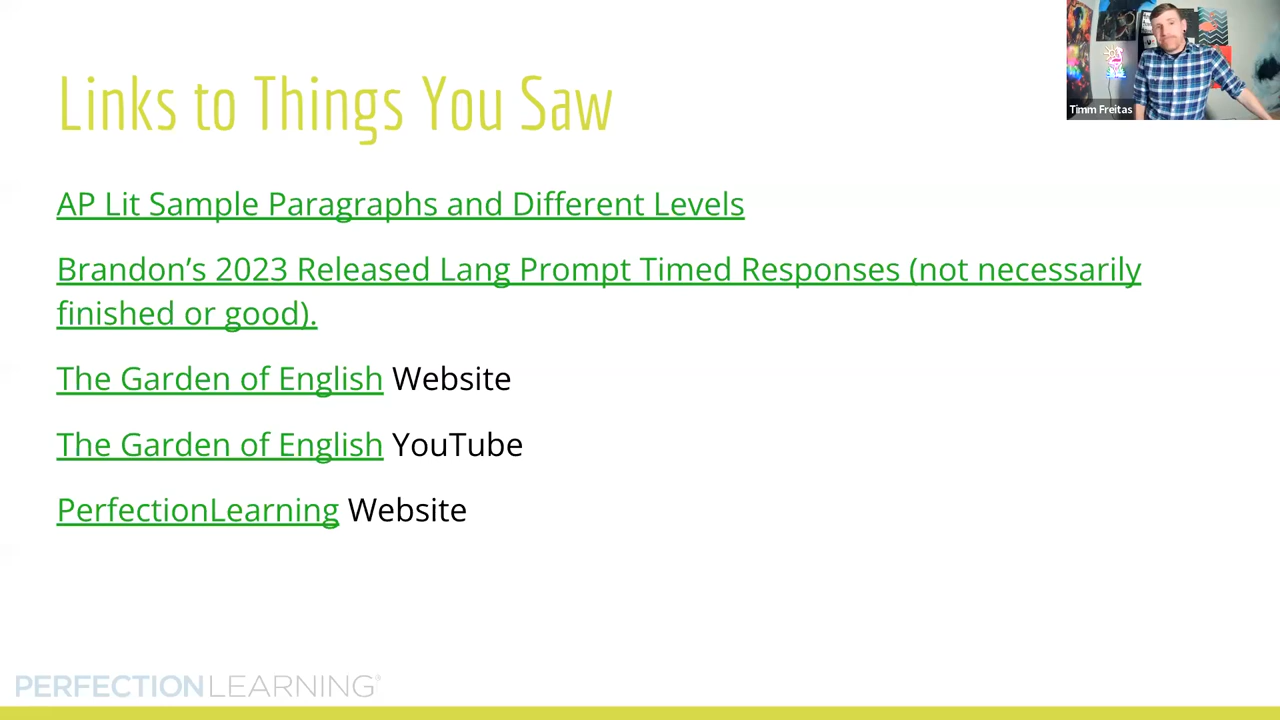 Links to Things You Saw
Timm Freitas
AP Lit Sample Paragraphs and Different Levels
Brandon’s 2023 Released Lang Prompt Timed Responses (not necessarily
finished or good).
The Garden of English Website
The Garden of English YouTube
PerfectionLearning Website
PERFECTION LEARNING®